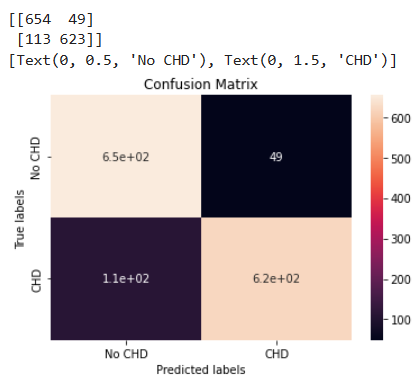 [[654  49]
 [113 623]]
[Text(0, 0.5, 'No CHD'), Text(0, 1.5, 'CHD')]
Confusion Matrix
No CHD
6.5e+02
49
600
500
400
300
200
100
True labels
CHD
1.1e+02
6.2e+02
No CHD
CHD
Predicted labels